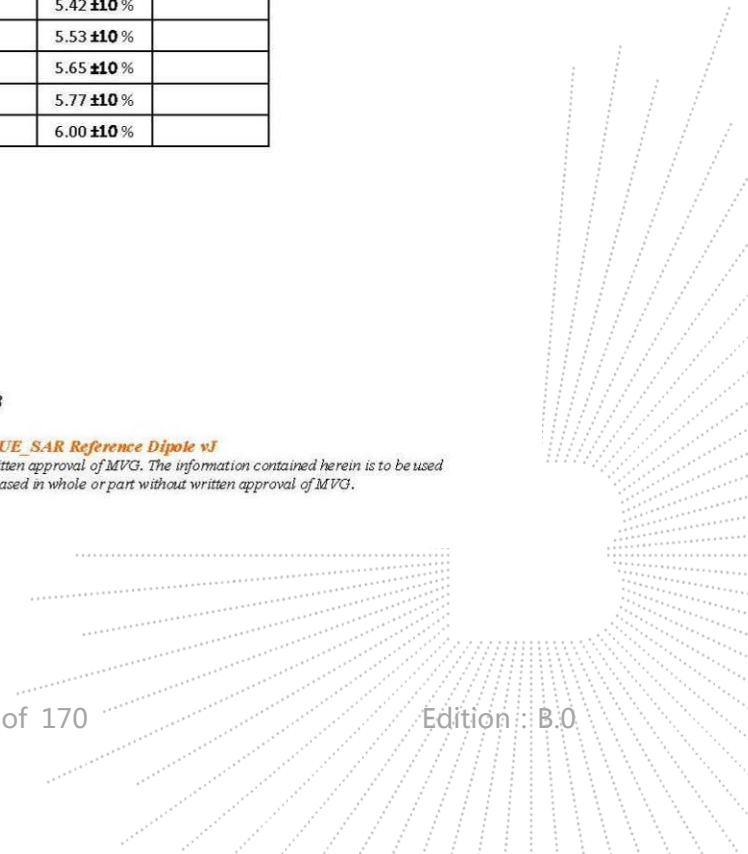 5.42 ±10 %
5.53 ±10 %
5.65 ±10 %
5.77 ±10 %
6.00 ±10 %
UE_SAR Reference Dipole vJ
tten approval of MVG. The information contained herein is to be used
ased in whole or part without written approval of MVG.
of 170
Edition : B.0